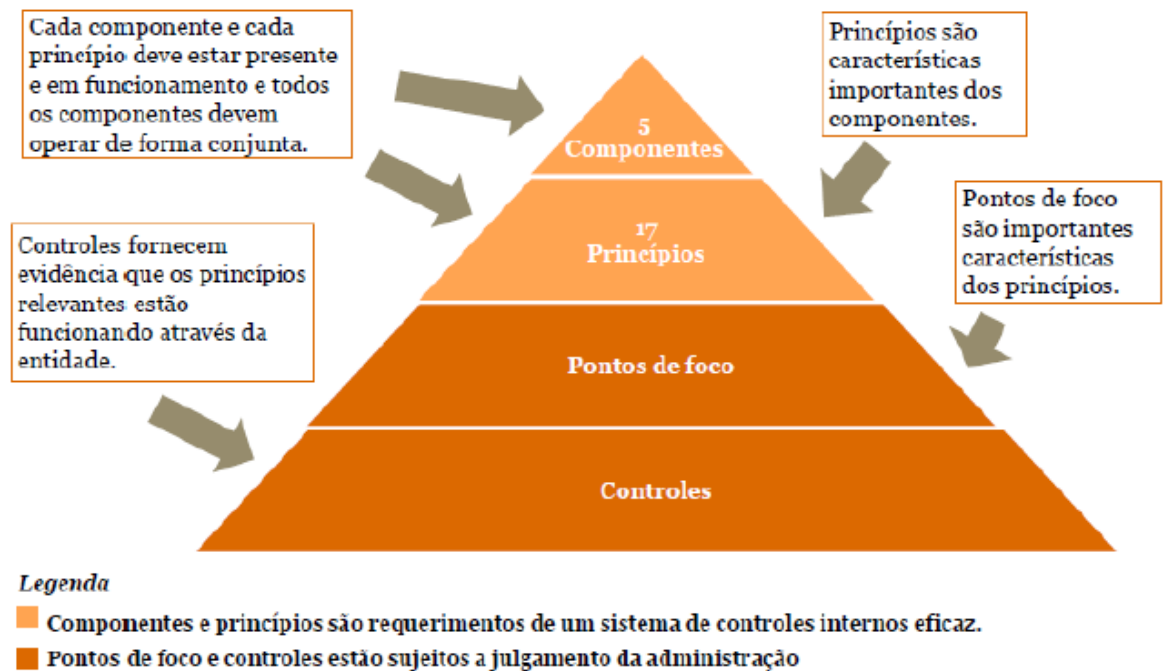 Cada componente e cada
princípio deve estar presente
e em funcionamento e todos
os componentes devem
operar de forma conjunta.
Princípios são
características
importantes dos
componentes.
5
Componentes
17
Princípios
Pontos de foco
são importantes
características
dos princípios.
Controles fornecem
evidência que os princípios
relevantes estão
funcionando através da
entidade.
Pontos de foco
Controles
Legenda
Componentes e princípios são requerimentos de um sistema de controles internos eficaz.
Pontos de foco e controles estão sujeitos a julgamento da administração